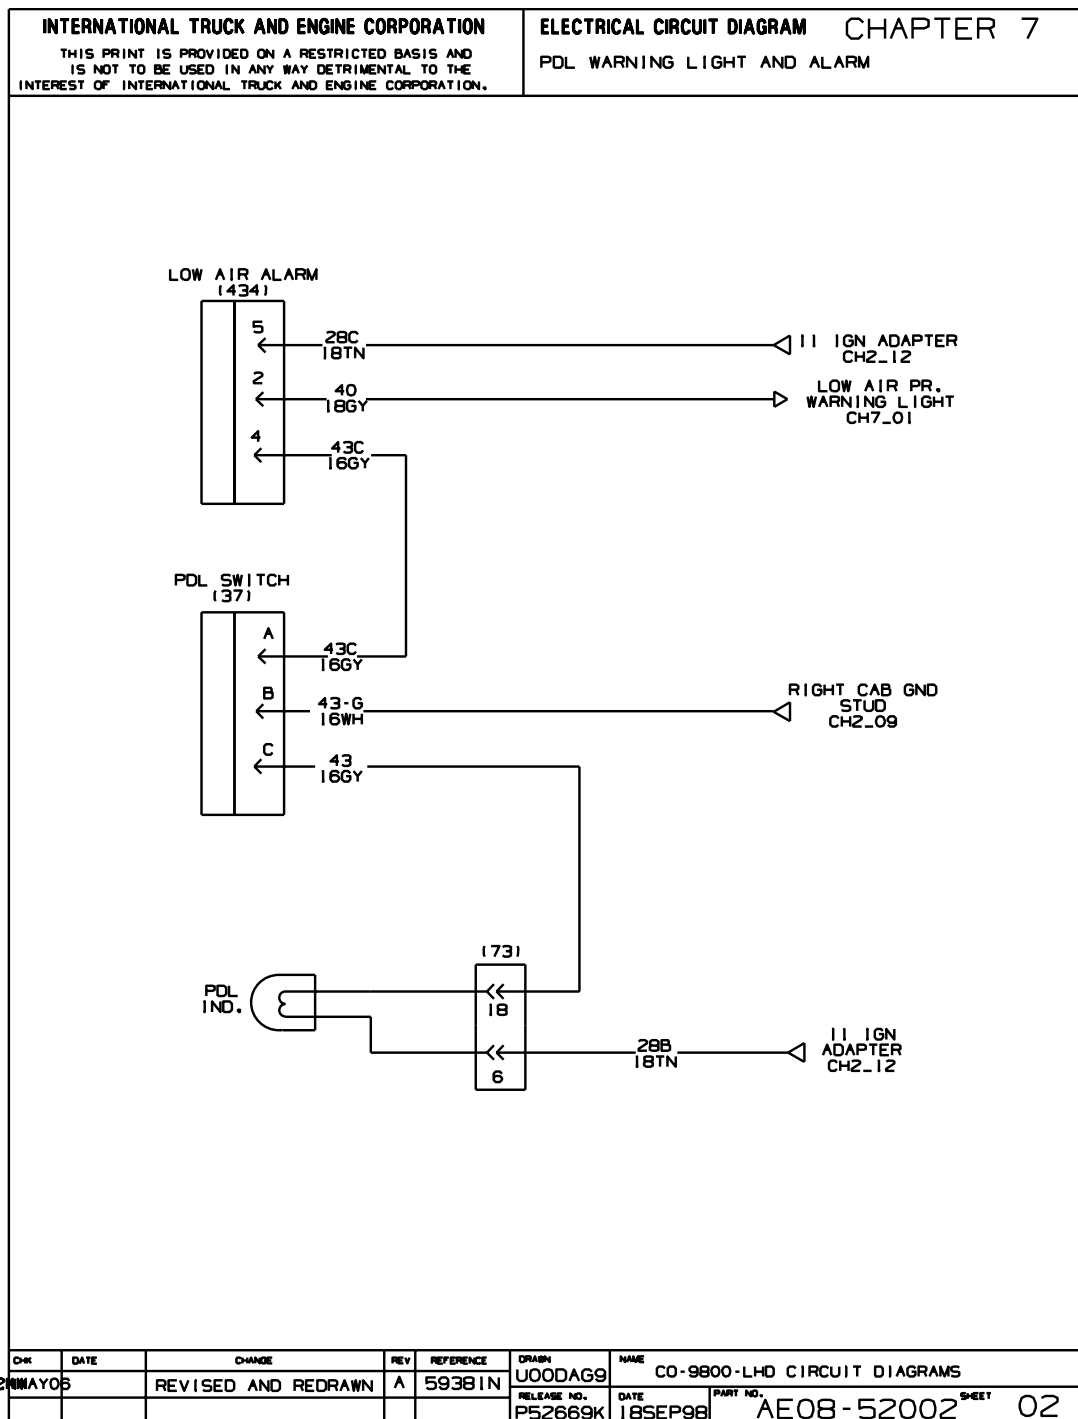 INTERNATIONAL TRUCK AND ENGINE CORPORATION
THIS PRINT IS PROVIDED ON A RESTRICTED BASIS AND
IS NOT TO BE USED IN ANY WAY DETRIMENTAL TO THE
INTEREST OF INTERNATIONAL TRUCK AND ENGINE CORPORATION.
ELECTRICAL CIRCUIT DIAGRAM CHAPTER 7
PDL WARNING LIGHT AND ALARM
LOW AIR ALARM
(434)
5
28C
18TN
11 IGN ADAPTER
CH2_12
2
40
18GY
LOW AIR PR.
WARNING LIGHT
CH7_01
4
43C
16GY
PDL SWITCH
(37)
A
43C
16GY
B
43-G
16WH
RIGHT CAB GND
STUD
CH2_09
C
43
16GY
(73)
PDL
IND.
18
28B
18TN
6
11 IGN
ADAPTER
CH2_12
CHK DATE CHANGE REV REFERENCE
REVISED AND REDRAWN A 59381N
DRAWN
U00DAG9
NAME
CO-9800-LHD CIRCUIT DIAGRAMS
RELEASE NO.
P52669K
DATE
18SEP98
PART NO.
AE08-52002
SHEET
02